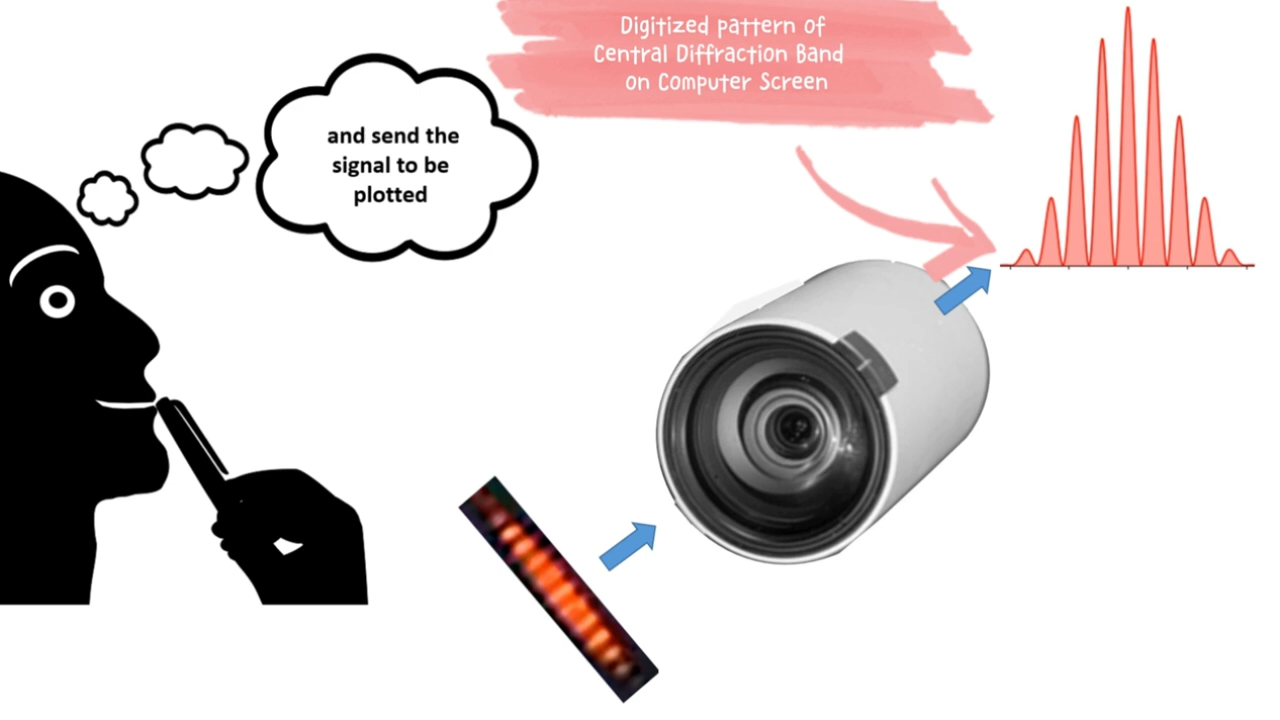 Digitized pattern of
Central Diffraction Band
on Computer Screen
and send the
signal to be
plotted